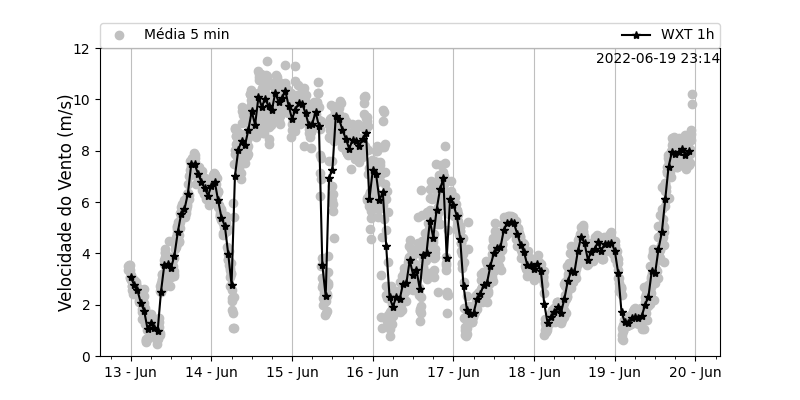 Média 5 min
WXT 1h
2022-06-19 23:14
Velocidade do Vento (m/s)
12
10
8
6
4
2
0
13 - Jun
14 - Jun
15 - Jun
16 - Jun
17 - Jun
18 - Jun
19 - Jun
20 - Jun